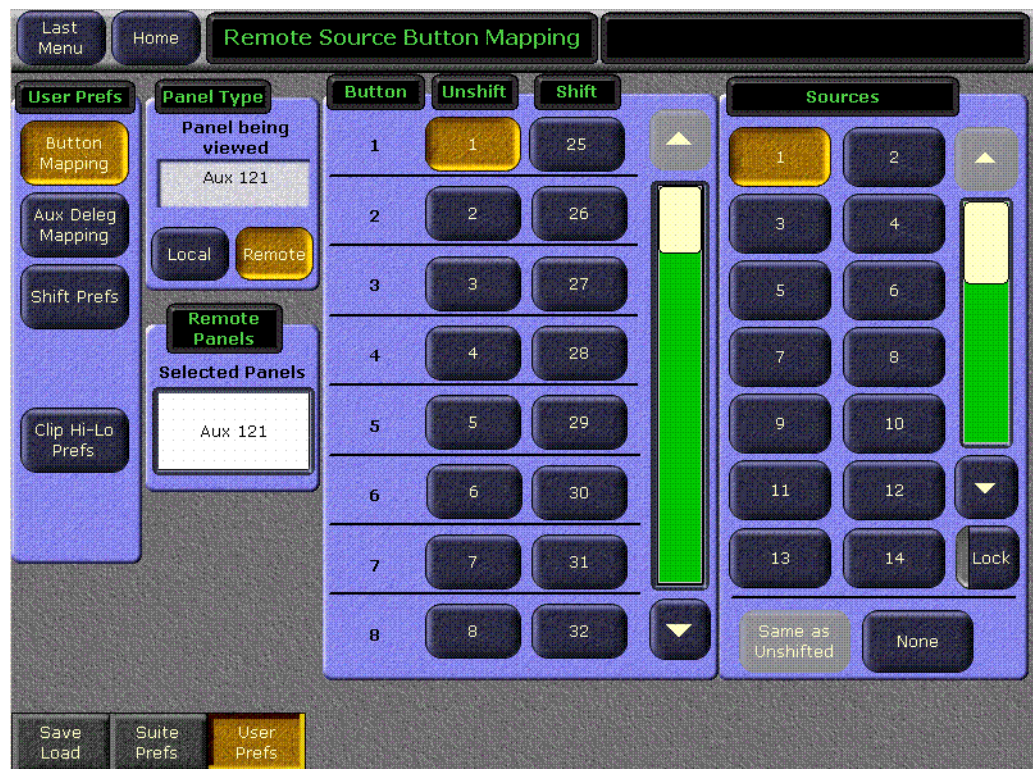 Last
Menu
Home
Remote Source Button Mapping
User Prefs
Button
Mapping
Aux Deleg
Mapping
Shift Prefs
Clip Hi-Lo
Prefs
Panel Type
Panel being
viewed
Aux 121
Local
Remote
Remote
Panels
Selected Panels
Aux 121
Button Unshift Shift
1 1 25
2 2 26
3 3 27
4 4 28
5 5 29
6 6 30
7 7 31
8 8 32
Sources
1 2
3 4
5 6
7 8
9 10
11 12
13 14
Lock
Same as
Unshifted
None
Save
Load
Suite
Prefs
User
Prefs